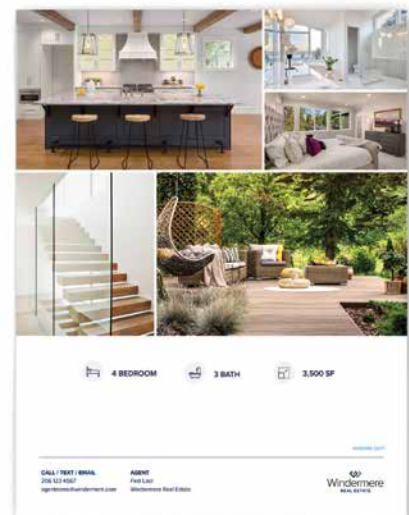 4 BEDROOM
3 BATH
3,500 SF
CALL / TEXT / EMAIL
206 123 4567
AGENT
First Last
Windermere Real Estate
Windermere
REAL ESTATE